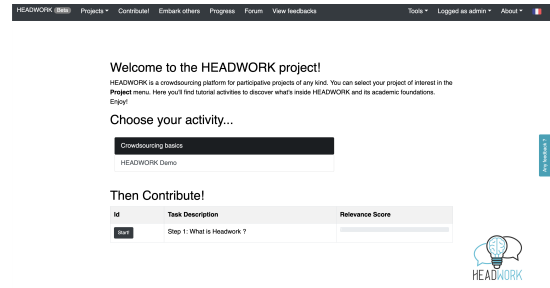 HEADWORK Beta Projects Contribute! Embark others Progress Forum View feedbacks Tools Logged as admin About
Welcome to the HEADWORK project!
HEADWORK is a crowdsourcing platform for participative projects of any kind. You can select your project of interest in the
Project menu. Here you'll find tutorial activities to discover what's inside HEADWORK and its academic foundations.
Enjoy!
Choose your activity...
Crowdsourcing basics
HEADWORK Demo
Any feedback ?
Then Contribute!
Id Task Description Relevance Score
Start! Step 1: What is Headwork ?
HEADWORK